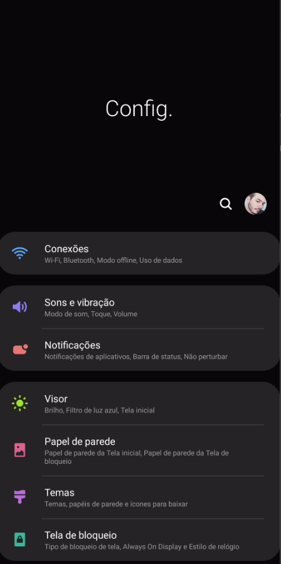 Config.
Conexões
Wi-Fi, Bluetooth, Modo offline, Uso de dados
Sons e vibração
Modo de som, Toque, Volume
Notificações
Notificações de aplicativos, Barra de status, Não perturbar
Visor
Brilho, Filtro de luz azul, Tela inicial
Papel de parede
Papel de parede da Tela inicial, Papel de parede da Tela de
bloqueio
Temas
Temas, papéis de parede e ícones para baixar
Tela de bloqueio
Tipo de bloqueio de tela, Always On Display e Estilo de relógio